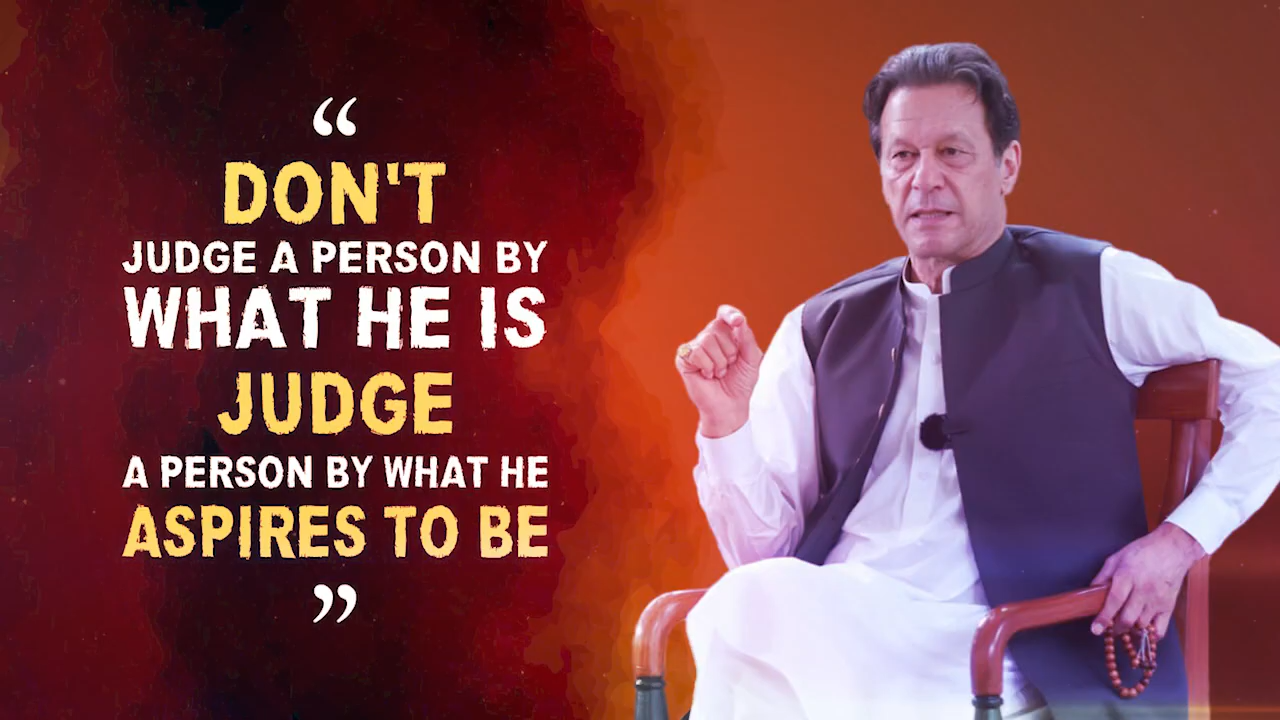 “
DON'T
JUDGE A PERSON BY
WHAT HE IS
JUDGE
A PERSON BY WHAT HE
ASPIRES TO BE
”